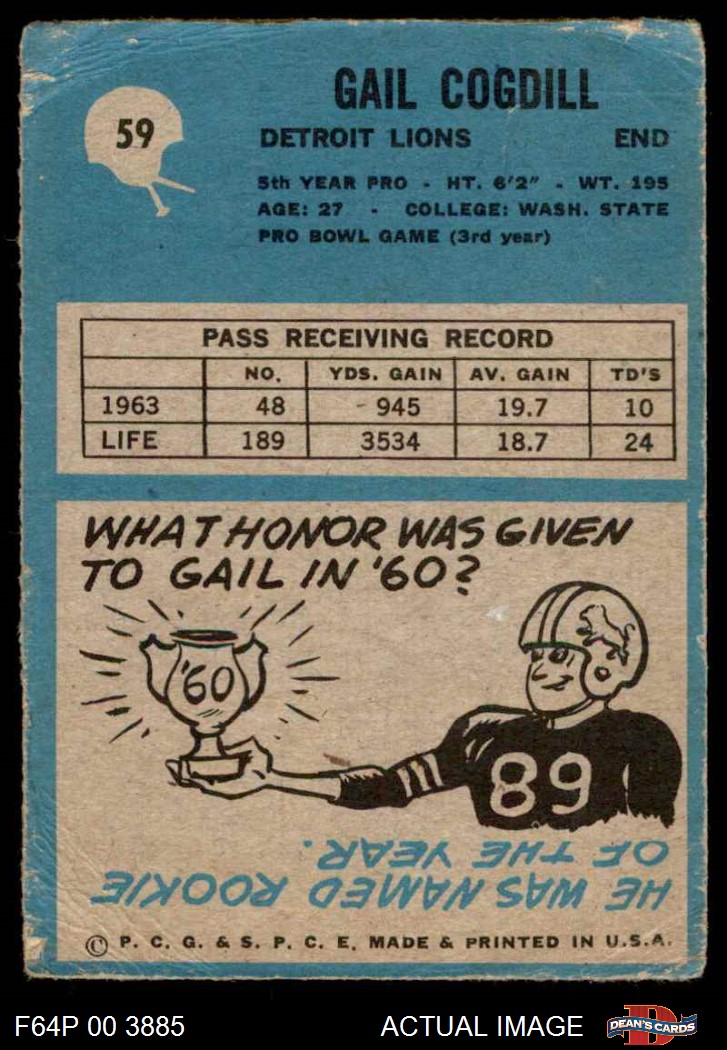 59
GAIL COGDILL
DETROIT LIONS END
5th YEAR PRO - HT. 6'2" - WT. 195
AGE: 27 - COLLEGE: WASH. STATE
PRO BOWL GAME (3rd year)
PASS RECEIVING RECORD
NO. YDS. GAIN AV. GAIN TD'S
1963 48 945 19.7 10
LIFE 189 3534 18.7 24
WHAT HONOR WAS GIVEN
TO GAIL IN '60?
'60
89
HE WAS NAMED ROOKIE
OF THE YEAR.
© P. C. G. & S. P. C. E. MADE & PRINTED IN U.S.A.
F64P 00 3885 ACTUAL IMAGE
D
DEAN'S CARDS